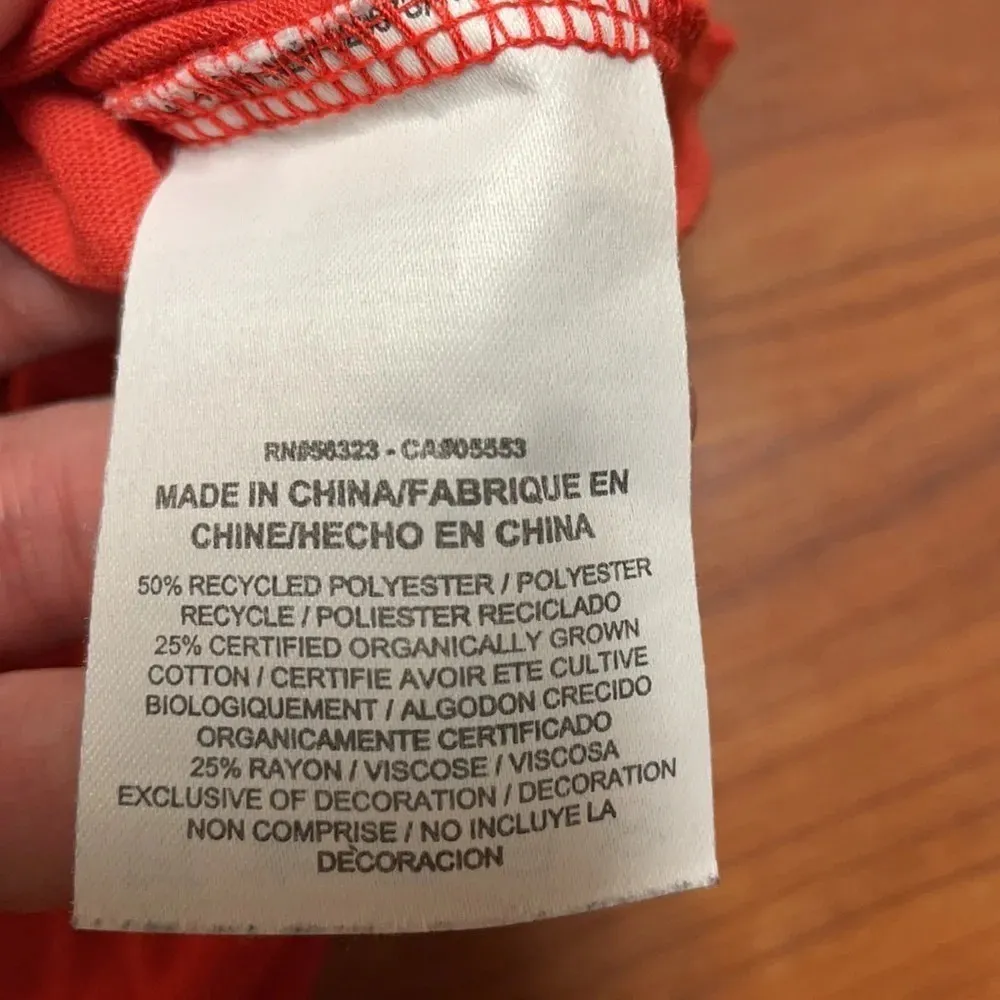 RN#56323 - CA#05553
MADE IN CHINA/FABRIQUE EN
CHINE/HECHO EN CHINA
50% RECYCLED POLYESTER / POLYESTER
RECYCLE / POLIESTER RECICLADO
25% CERTIFIED ORGANICALLY GROWN
COTTON / CERTIFIE AVOIR ETE CULTIVE
BIOLOGIQUEMENT / ALGODON CRECIDO
ORGANICAMENTE CERTIFICADO
25% RAYON / VISCOSE / VISCOSA
EXCLUSIVE OF DECORATION / DECORATION
NON COMPRISE / NO INCLUYE LA
DECORACION